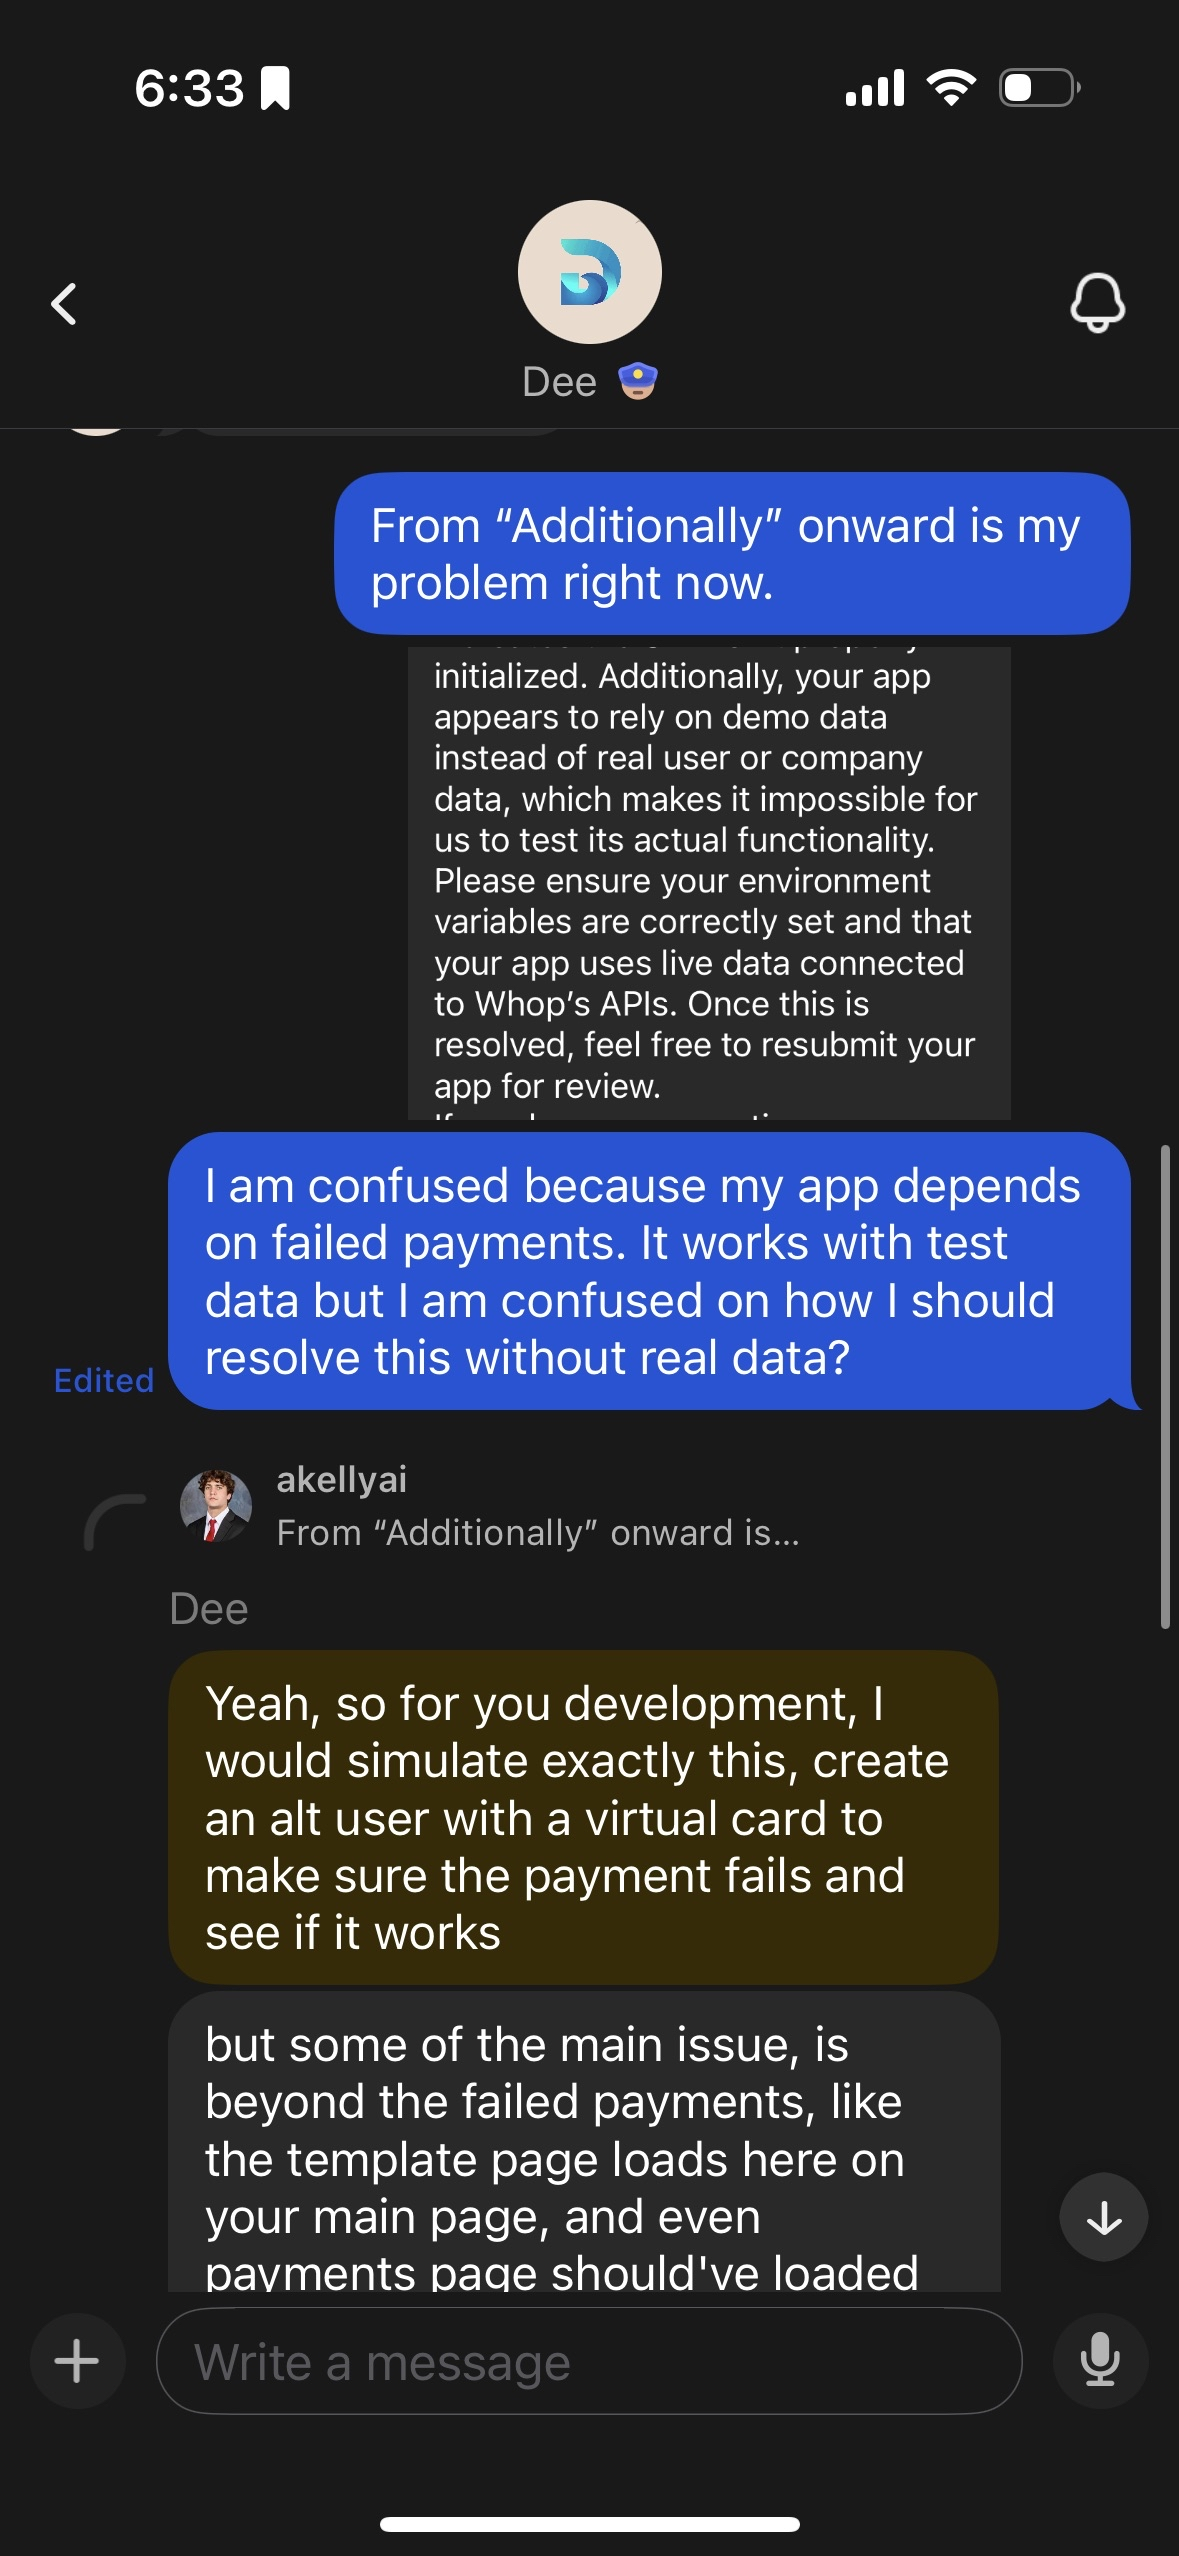 6:33
Dee
From “Additionally” onward is my
problem right now.
initialized. Additionally, your app
appears to rely on demo data
instead of real user or company
data, which makes it impossible for
us to test its actual functionality.
Please ensure your environment
variables are correctly set and that
your app uses live data connected
to Whop’s APIs. Once this is
resolved, feel free to resubmit your
app for review.
I am confused because my app depends
on failed payments. It works with test
data but I am confused on how I should
resolve this without real data?
Edited
akellyai
From “Additionally” onward is...
Dee
Yeah, so for you development, I
would simulate exactly this, create
an alt user with a virtual card to
make sure the payment fails and
see if it works
but some of the main issue, is
beyond the failed payments, like
the template page loads here on
your main page, and even
payments page should've loaded
Write a message